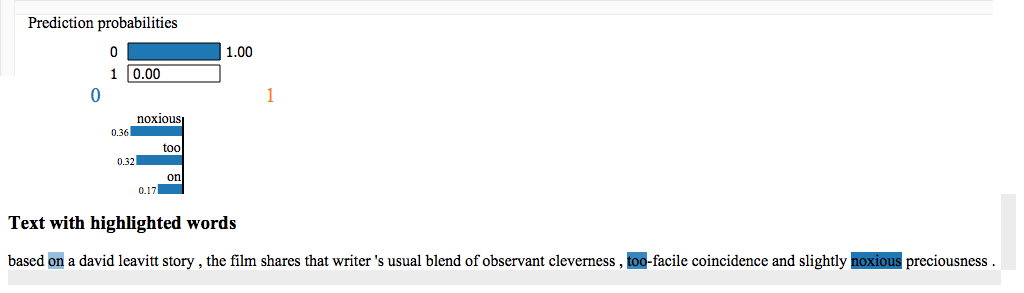 Prediction probabilities
0 1.00
1 0.00
0 1
noxious
0.36
too
0.32
on
0.17
Text with highlighted words
based on a david leavitt story , the film shares that writer 's usual blend of observant cleverness , too-facile coincidence and slightly noxious preciousness .